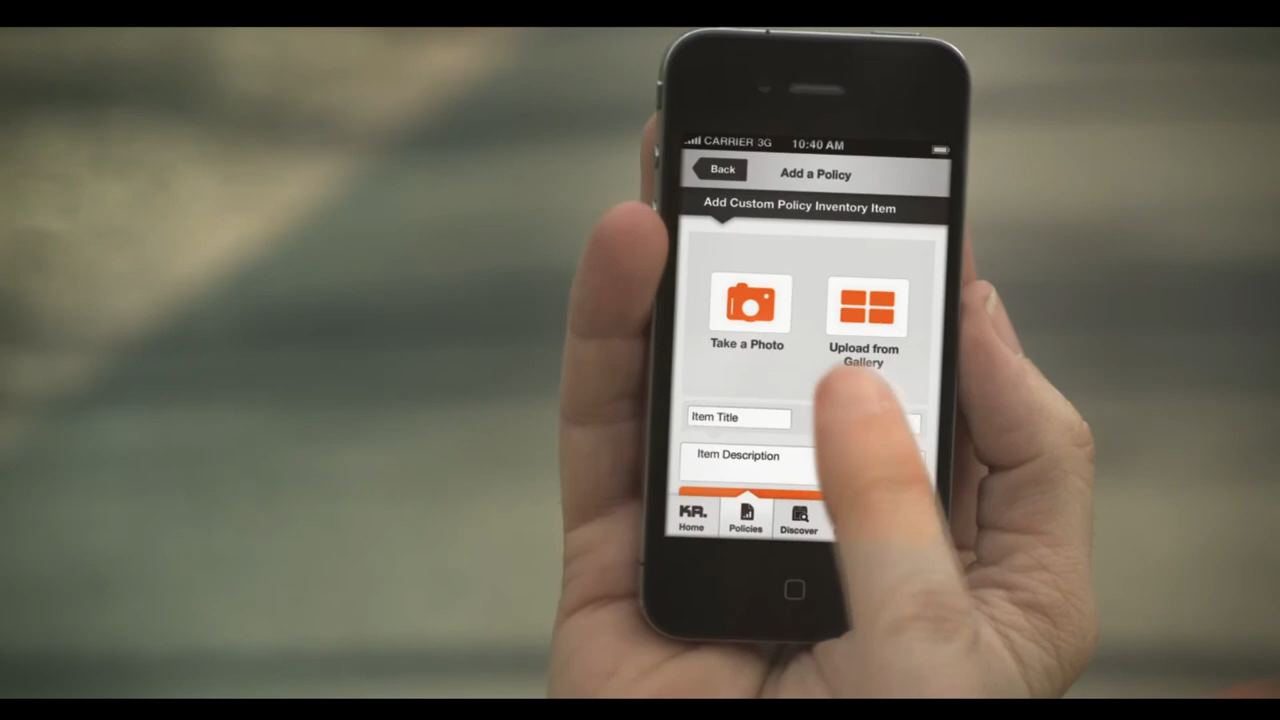 CARRIER 3G 10:40 AM
Back
Add a Policy
Add Custom Policy Inventory Item
Take a Photo
Upload from
Gallery
Item Title
Item Description
KR.
Home
Policies
Discover